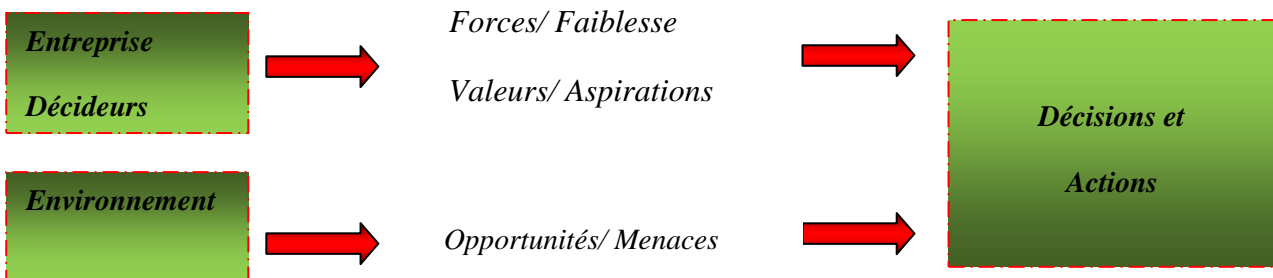 Entreprise
Décideurs
Forces/ Faiblesse
Valeurs/ Aspirations
Environnement
Opportunités/ Menaces
Décisions et
Actions